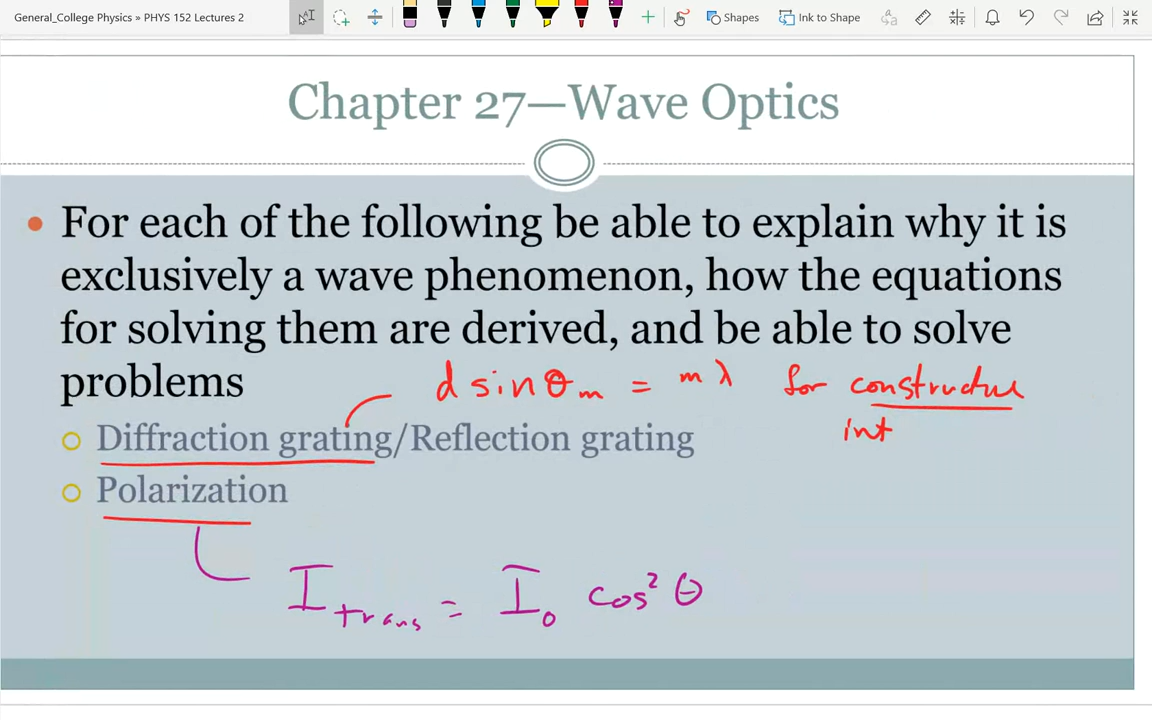 General_College Physics » PHYS 152 Lectures 2
Shapes
Ink to Shape
Chapter 27—Wave Optics
For each of the following be able to explain why it is
exclusively a wave phenomenon, how the equations
for solving them are derived, and be able to solve
problems
d sinθm = mλ for constructive
int
Diffraction grating/Reflection grating
Polarization
Itrans = I0 cos² θ